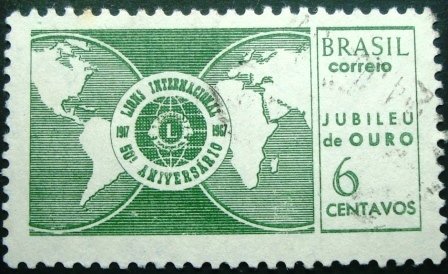 LIONS INTERNACIONAL
1917 1967
L
50º ANIVERSÁRIO
BRASIL
correio
JUBILEU
de OURO
6
CENTAVOS